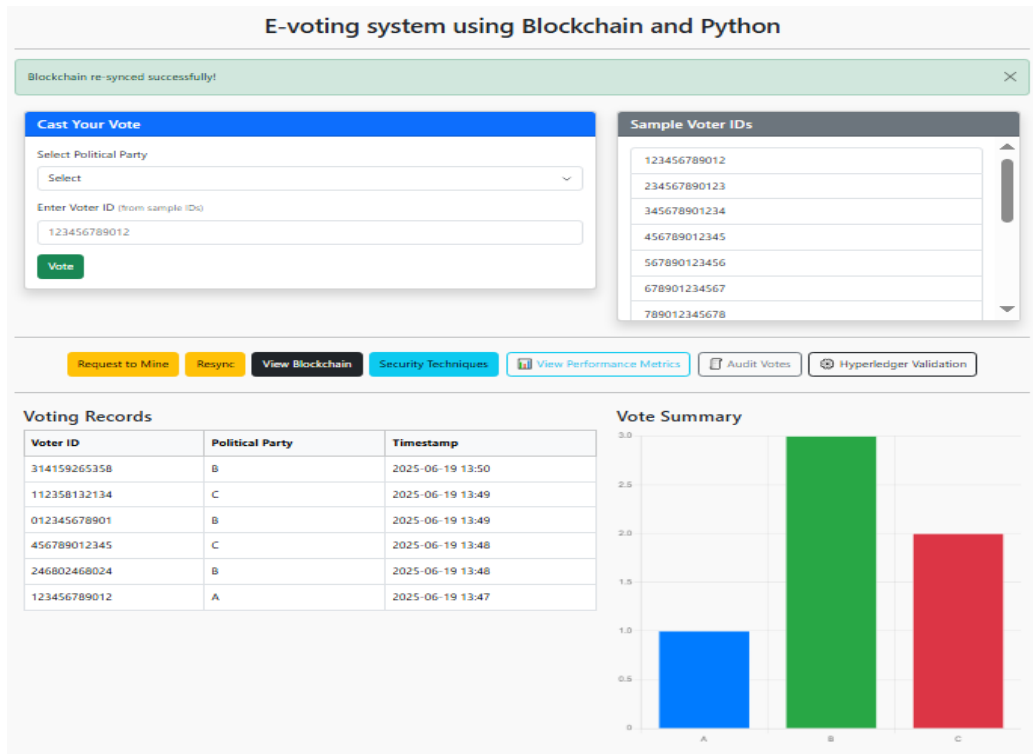 E-voting system using Blockchain and Python
Blockchain re-synced successfully!
Cast Your Vote
Select Political Party
Select
Enter Voter ID (from sample IDs)
123456789012
Vote
Sample Voter IDs
123456789012
234567890123
345678901234
456789012345
567890123456
678901234567
789012345678
Request to Mine Resync View Blockchain Security Techniques View Performance Metrics Audit Votes Hyperledger Validation
Voting Records
Voter ID Political Party Timestamp
314159265358 B 2025-06-19 13:50
112358132134 C 2025-06-19 13:49
012345678901 B 2025-06-19 13:49
456789012345 C 2025-06-19 13:48
246802468024 B 2025-06-19 13:48
123456789012 A 2025-06-19 13:47
Vote Summary
3.0
2.5
2.0
1.5
1.0
0.5
0
A B C